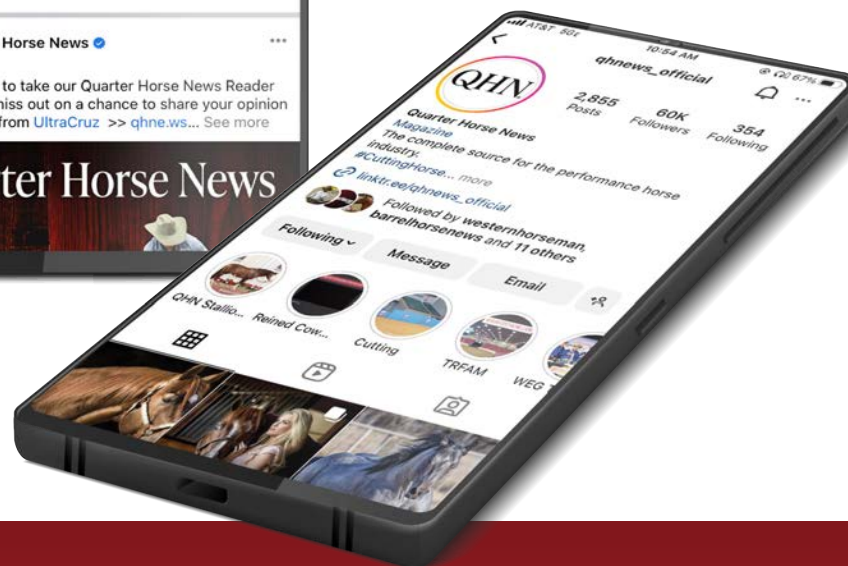 Horse News
to take our Quarter Horse News Reader
miss out on a chance to share your opinion
from UltraCruz >> qhne.ws... See more
ter Horse News
AT&T 5GE
10:54 AM
67%
qhnews_official
QHN
2,855
Posts
60K
Followers
354
Following
Quarter Horse News
Magazine
The complete source for the performance horse
industry.
#CuttingHorse... more
linktr.ee/qhnews_official
Followed by westernhorseman,
barrelhorsenews and 11 others
Following
Message
Email
QHN Stallio...
Reined Cow...
Cutting
TRFAM
WEG